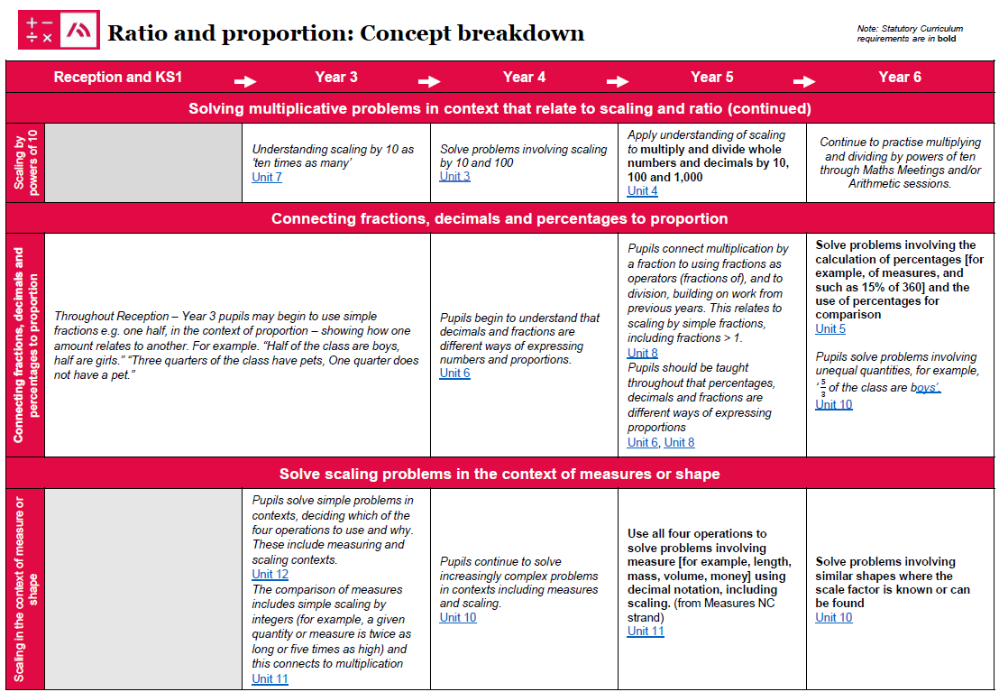 Ratio and proportion: Concept breakdown
Note: Statutory Curriculum
requirements are in bold
Reception and KS1
Year 3
Year 4
Year 5
Year 6
Solving multiplicative problems in context that relate to scaling and ratio (continued)
Scaling by
powers of 10
Understanding scaling by 10 as
‘ten times as many’
Unit 7
Solve problems involving scaling
by 10 and 100
Unit 3
Apply understanding of scaling
to multiply and divide whole
numbers and decimals by 10,
100 and 1,000
Unit 4
Continue to practise multiplying
and dividing by powers of ten
through Maths Meetings and/or
Arithmetic sessions.
Connecting fractions, decimals and percentages to proportion
Connecting fractions, decimals and
percentages to proportion
Throughout Reception – Year 3 pupils may begin to use simple
fractions e.g. one half, in the context of proportion – showing how one
amount relates to another. For example. “Half of the class are boys,
half are girls.” “Three quarters of the class have pets, One quarter does
not have a pet.”
Pupils begin to understand that
decimals and fractions are
different ways of expressing
numbers and proportions.
Unit 6
Pupils connect multiplication by
a fraction to using fractions as
operators (fractions of), and to
division, building on work from
previous years. This relates to
scaling by simple fractions,
including fractions > 1.
Unit 8
Pupils should be taught
throughout that percentages,
decimals and fractions are
different ways of expressing
proportions
Unit 6, Unit 8
Solve problems involving the
calculation of percentages [for
example, of measures, and
such as 15% of 360] and the
use of percentages for
comparison
Unit 5
Pupils solve problems involving
unequal quantities, for example,
‘ 5/3 of the class are boys’.
Unit 10
Solve scaling problems in the context of measures or shape
Scaling in the context of measure or
shape
Pupils solve simple problems in
contexts, deciding which of the
four operations to use and why.
These include measuring and
scaling contexts.
Unit 12
The comparison of measures
includes simple scaling by
integers (for example, a given
quantity or measure is twice as
long or five times as high) and
this connects to multiplication
Unit 11
Pupils continue to solve
increasingly complex problems
in contexts including measures
and scaling.
Unit 10
Use all four operations to
solve problems involving
measure [for example, length,
mass, volume, money] using
decimal notation, including
scaling. (from Measures NC
strand)
Unit 11
Solve problems involving
similar shapes where the
scale factor is known or can
be found
Unit 10